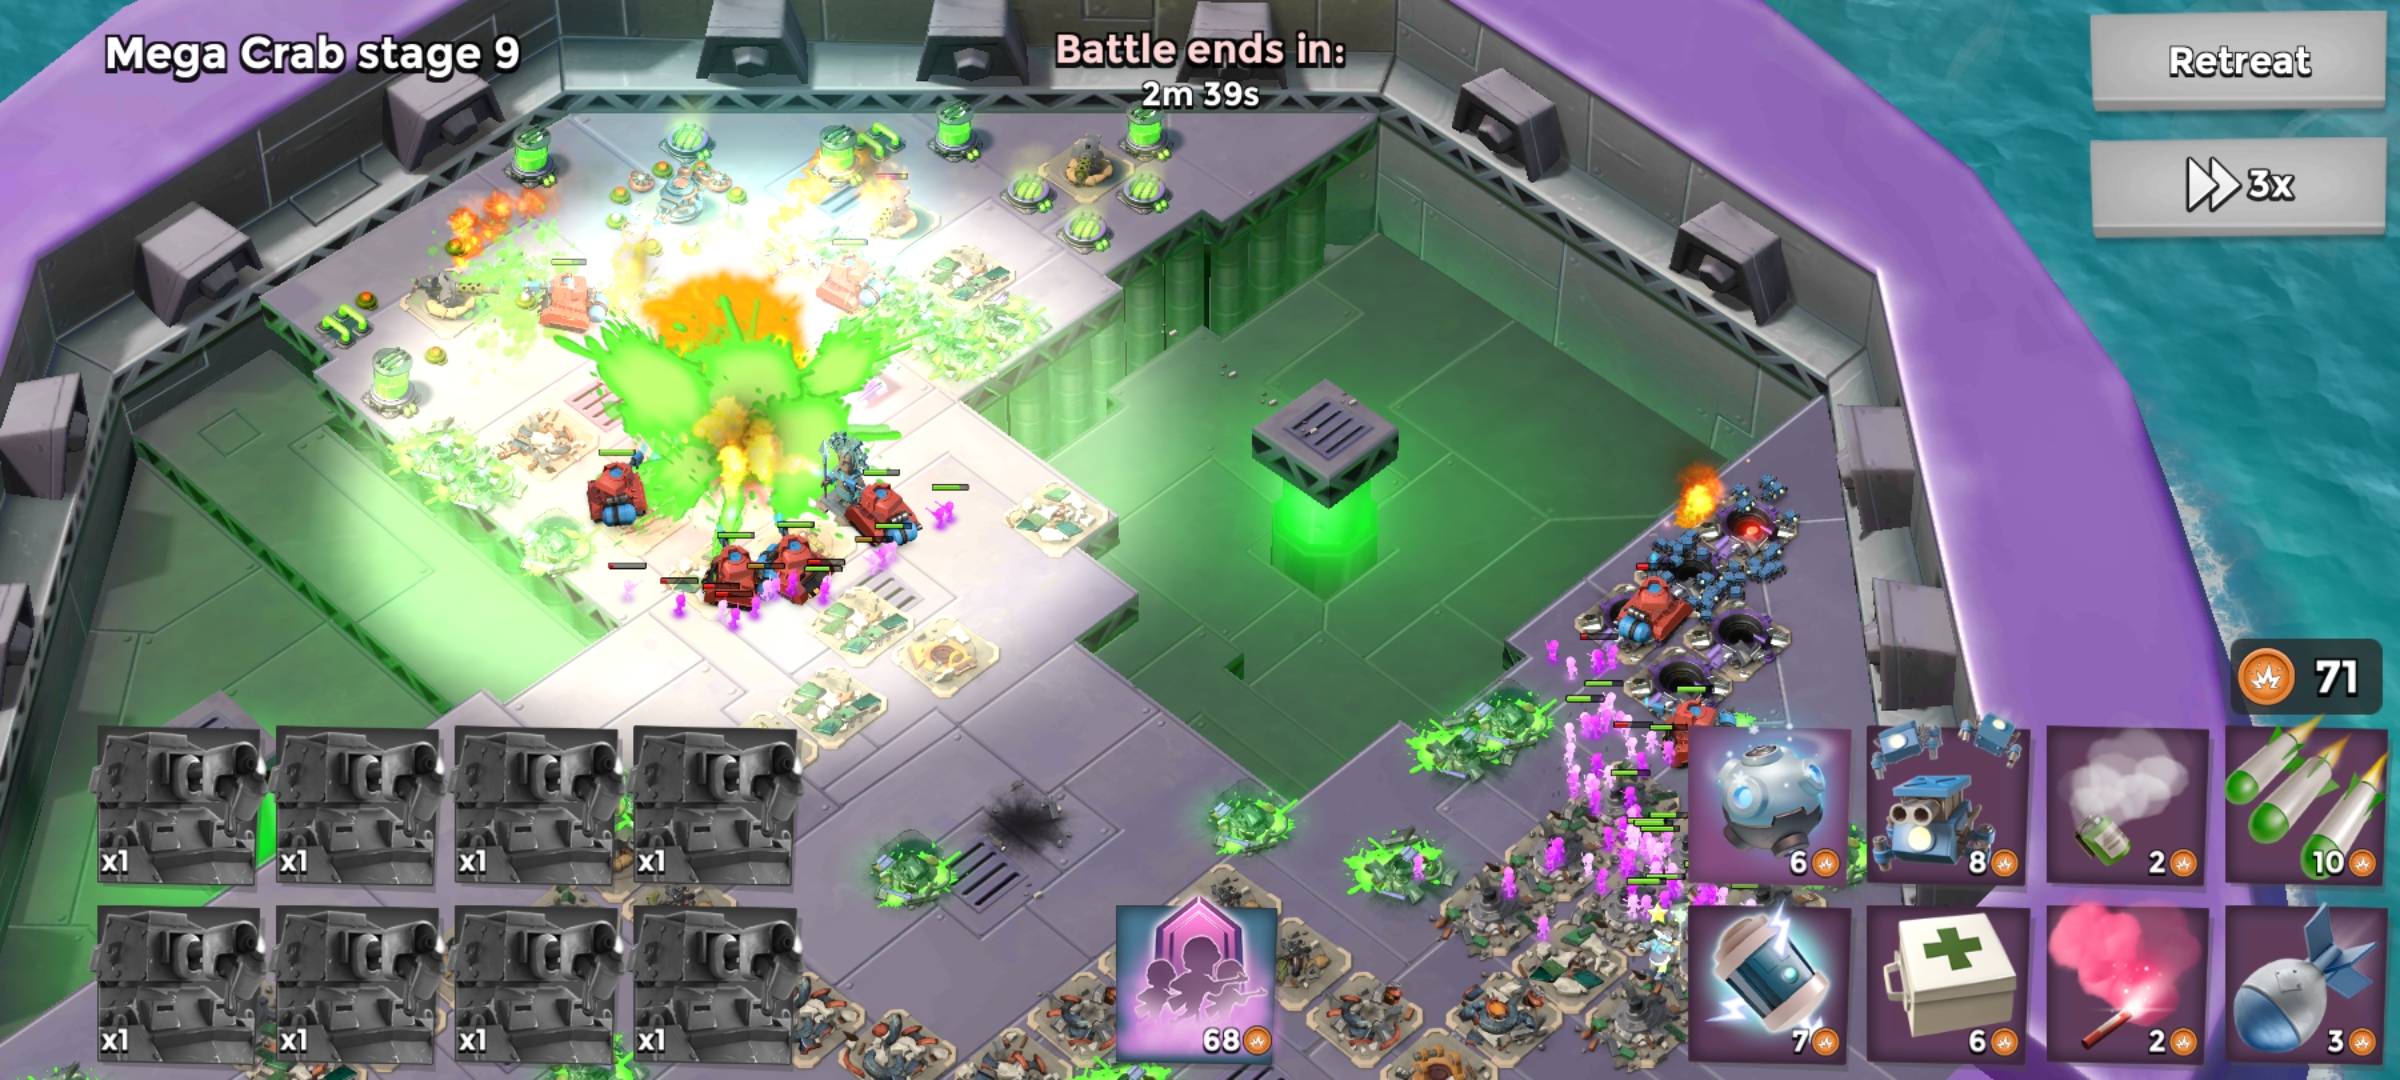 Mega Crab stage 9
Battle ends in:
2m 39s
Retreat
3x
71
x1
x1
x1
x1
6
8
2
10
x1
x1
x1
x1
68
7
6
2
3